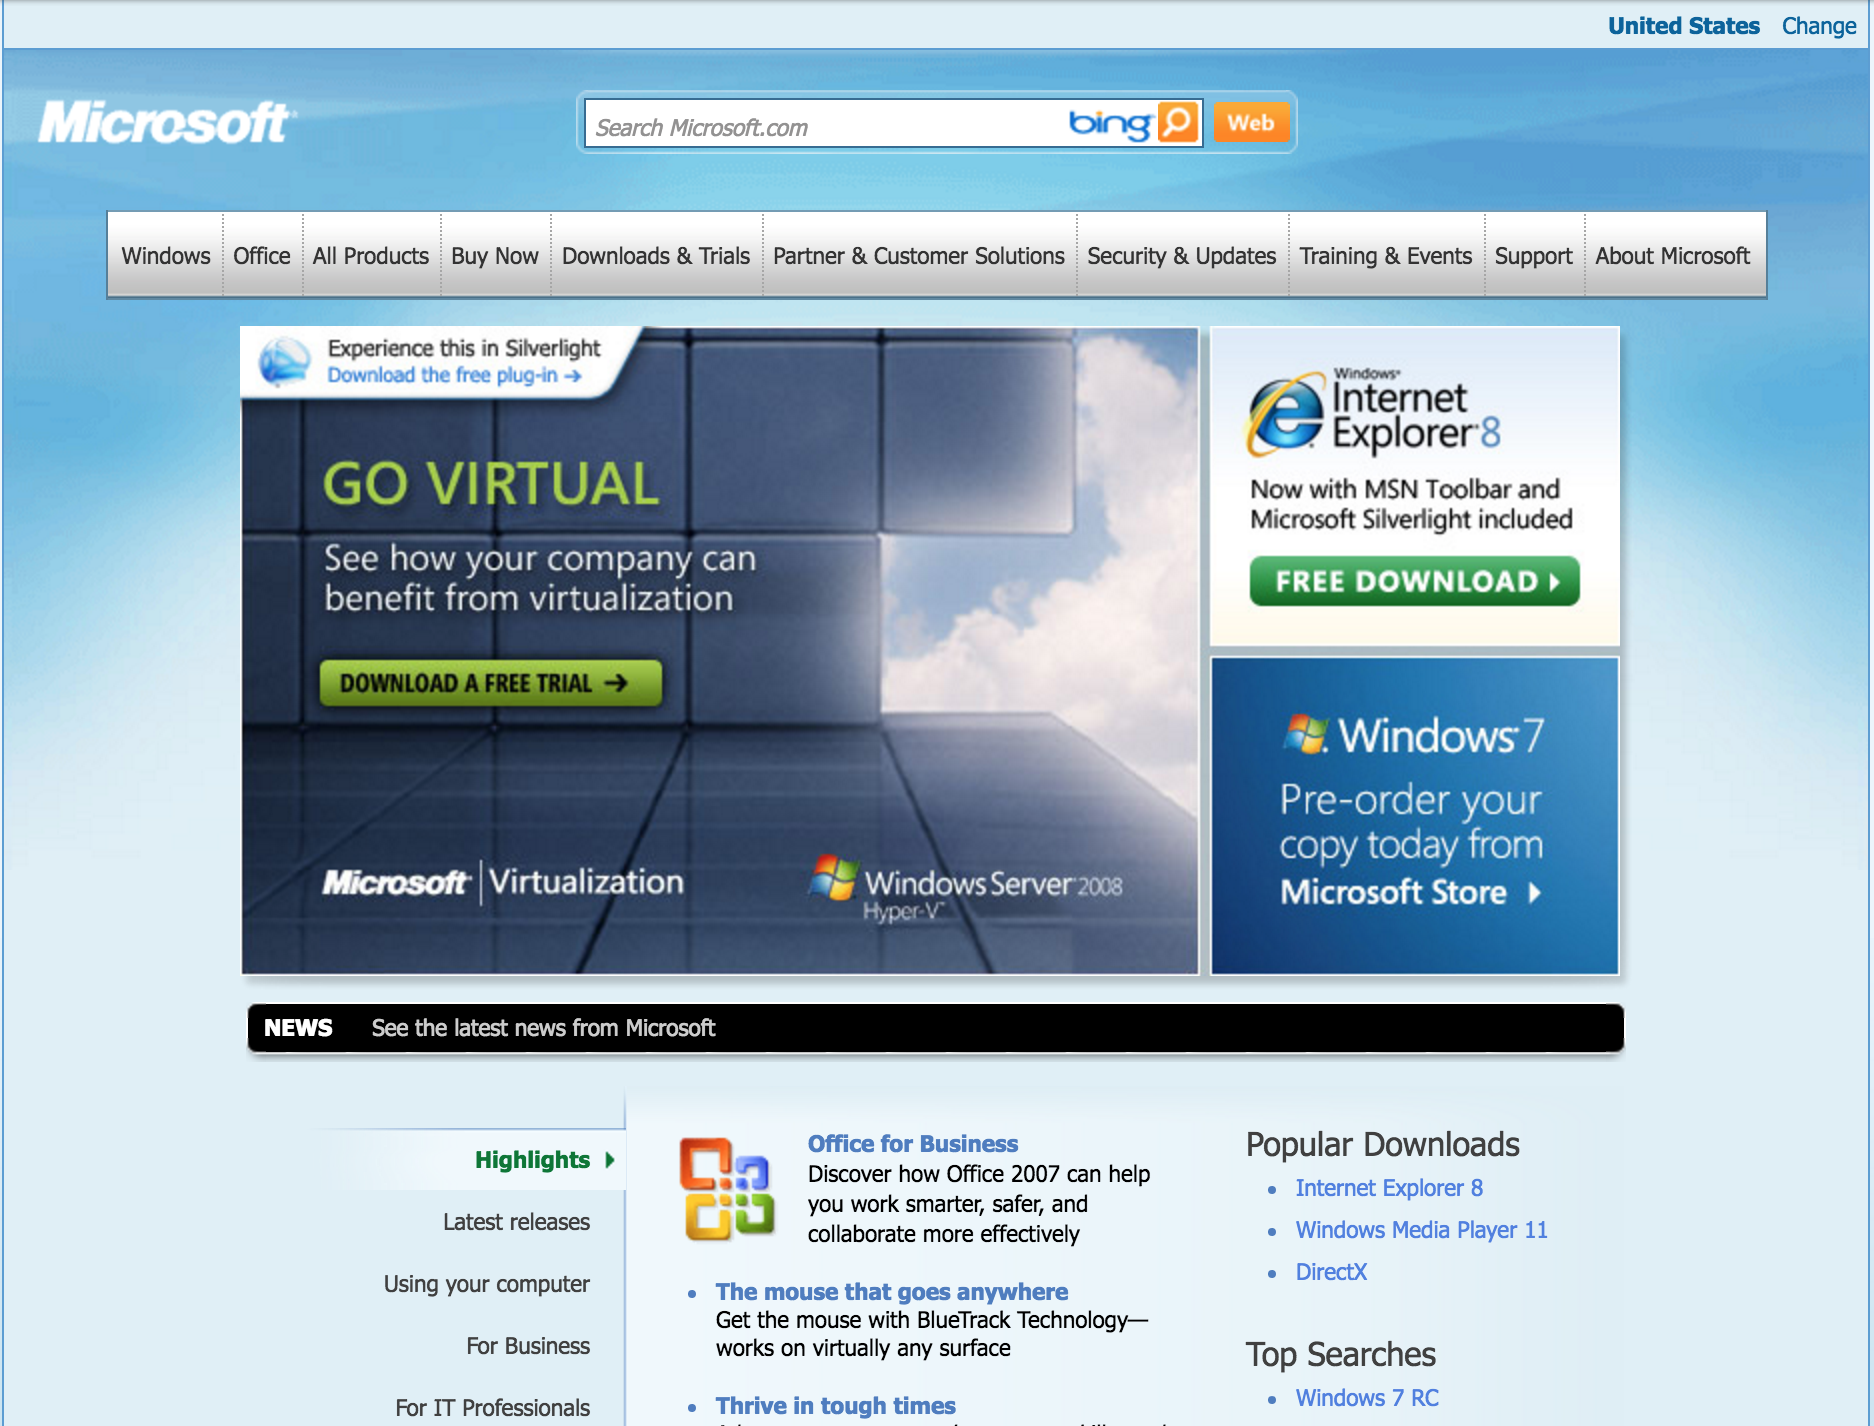 United States Change
Microsoft
Search Microsoft.com bing Web
Windows Office All Products Buy Now Downloads & Trials Partner & Customer Solutions Security & Updates Training & Events Support About Microsoft
Experience this in Silverlight
Download the free plug-in →
GO VIRTUAL
See how your company can
benefit from virtualization
DOWNLOAD A FREE TRIAL →
Microsoft Virtualization
Windows Server 2008
Hyper-V™
Windows®
Internet
Explorer 8
Now with MSN Toolbar and
Microsoft Silverlight included
FREE DOWNLOAD
Windows 7
Pre-order your
copy today from
Microsoft Store
NEWS See the latest news from Microsoft
Highlights
Latest releases
Using your computer
For Business
For IT Professionals
Office for Business
Discover how Office 2007 can help
you work smarter, safer, and
collaborate more effectively
• The mouse that goes anywhere
Get the mouse with BlueTrack Technology—
works on virtually any surface
• Thrive in tough times
Popular Downloads
• Internet Explorer 8
• Windows Media Player 11
• DirectX
Top Searches
• Windows 7 RC